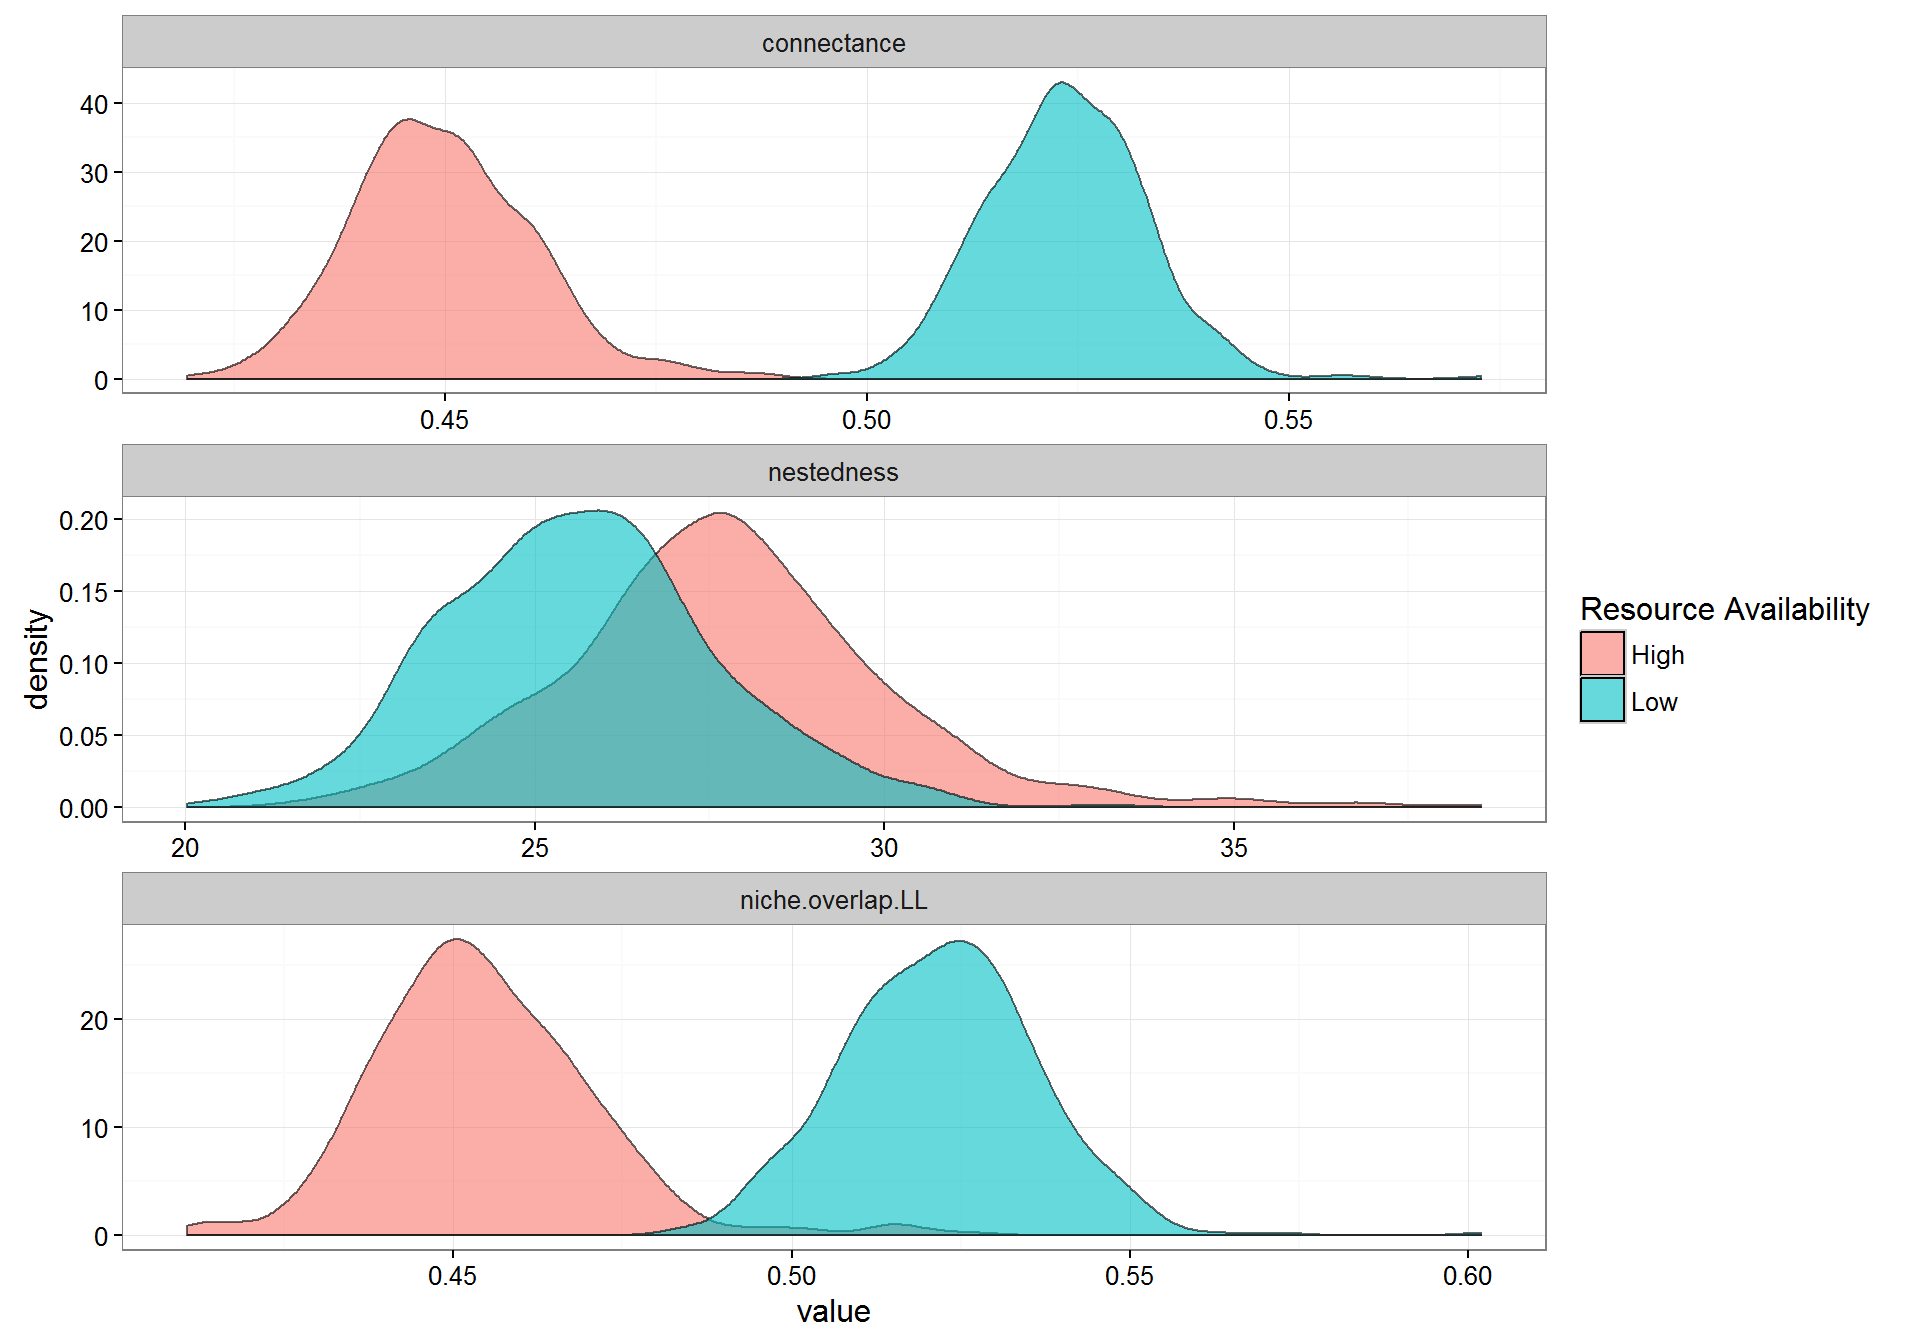 connectance
40
30
20
10
0
0.45 0.50 0.55
nestedness
0.20
0.15
0.10
0.05
0.00
20 25 30 35
density
niche.overlap.LL
20
10
0
0.45 0.50 0.55 0.60
value
Resource Availability
High
Low